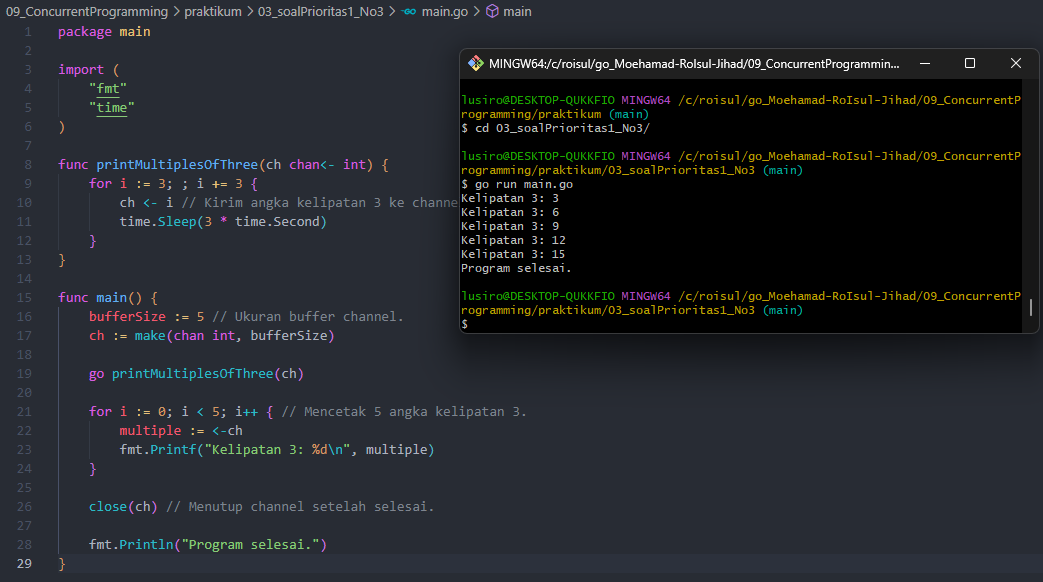 09_ConcurrentProgramming > praktikum > 03_soalPrioritas1_No3 > main.go > main
1 package main
2
3 import (
4 "fmt"
5 "time"
6 )
7
8 func printMultiplesOfThree(ch chan<- int) {
9 for i := 3; ; i += 3 {
10 ch <- i // Kirim angka kelipatan 3 ke channe
11 time.Sleep(3 * time.Second)
12 }
13 }
14
15 func main() {
16 bufferSize := 5 // Ukuran buffer channel.
17 ch := make(chan int, bufferSize)
18
19 go printMultiplesOfThree(ch)
20
21 for i := 0; i < 5; i++ { // Mencetak 5 angka kelipatan 3.
22 multiple := <-ch
23 fmt.Printf("Kelipatan 3: %d\n", multiple)
24 }
25
26 close(ch) // Menutup channel setelah selesai.
27
28 fmt.Println("Program selesai.")
29 }
MINGW64:/c/roisul/go_Moehamad-RoIsul-Jihad/09_ConcurrentProgrammin...
lusiro@DESKTOP-QUKKFIO MINGW64 /c/roisul/go_Moehamad-RoIsul-Jihad/09_ConcurrentP
rogramming/praktikum (main)
$ cd 03_soalPrioritas1_No3/
lusiro@DESKTOP-QUKKFIO MINGW64 /c/roisul/go_Moehamad-RoIsul-Jihad/09_ConcurrentP
rogramming/praktikum/03_soalPrioritas1_No3 (main)
$ go run main.go
Kelipatan 3: 3
Kelipatan 3: 6
Kelipatan 3: 9
Kelipatan 3: 12
Kelipatan 3: 15
Program selesai.
lusiro@DESKTOP-QUKKFIO MINGW64 /c/roisul/go_Moehamad-RoIsul-Jihad/09_ConcurrentP
rogramming/praktikum/03_soalPrioritas1_No3 (main)
$